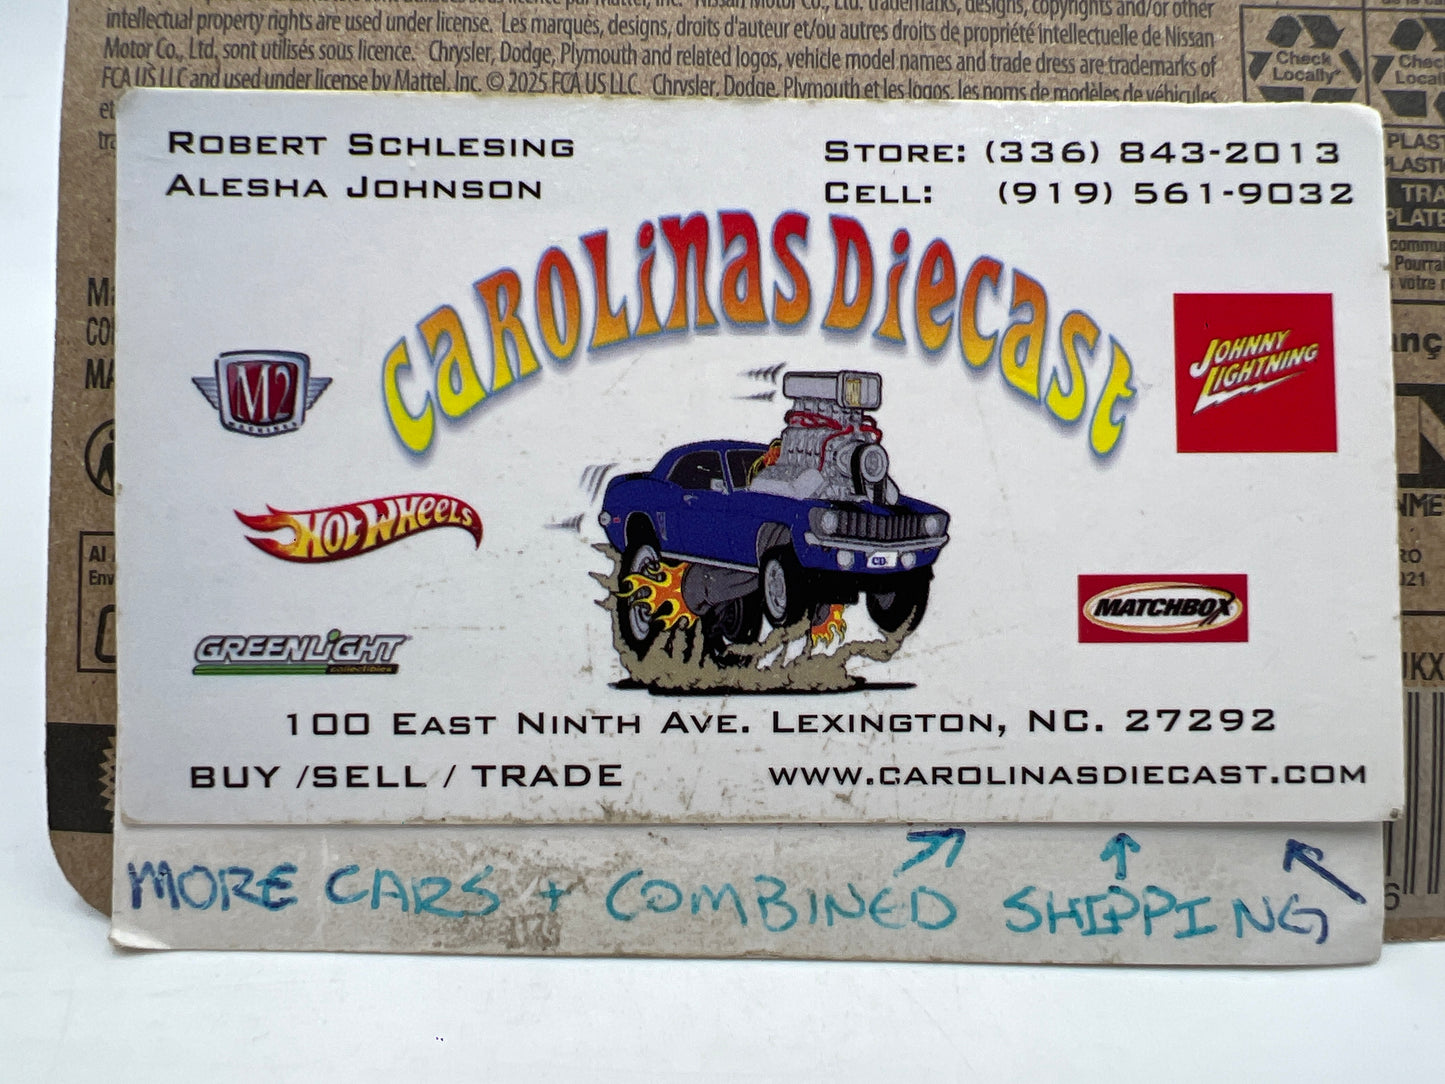 intellectual property rights are used under license. Les marques, designs, droits d'auteur et/ou autres droits de propriété intellectuelle de Nissan
Motor Co., Ltd, sont utilisés sous licence. Chrysler, Dodge, Plymouth and related logos, vehicle model names and trade dress are trademarks of
FCA US LLC and used under license by Mattel, Inc. © 2025 FCA US LLC. Chrysler, Dodge, Plymouth et les logos, les noms de modèles de véhicules
Check Locally*
ROBERT SCHLESING
ALESHA JOHNSON
STORE: (336) 843-2013
CELL: (919) 561-9032
CAROLINAS DIECAST
M2
MACHINES
JOHNNY
LIGHTNING
HOT WHEELS
CD
MATCHBOX
GREENLIGHT
collectibles
100 EAST NINTH AVE. LEXINGTON, NC. 27292
BUY /SELL / TRADE
WWW.CAROLINASDIECAST.COM
MORE CARS + COMBINED SHIPPING